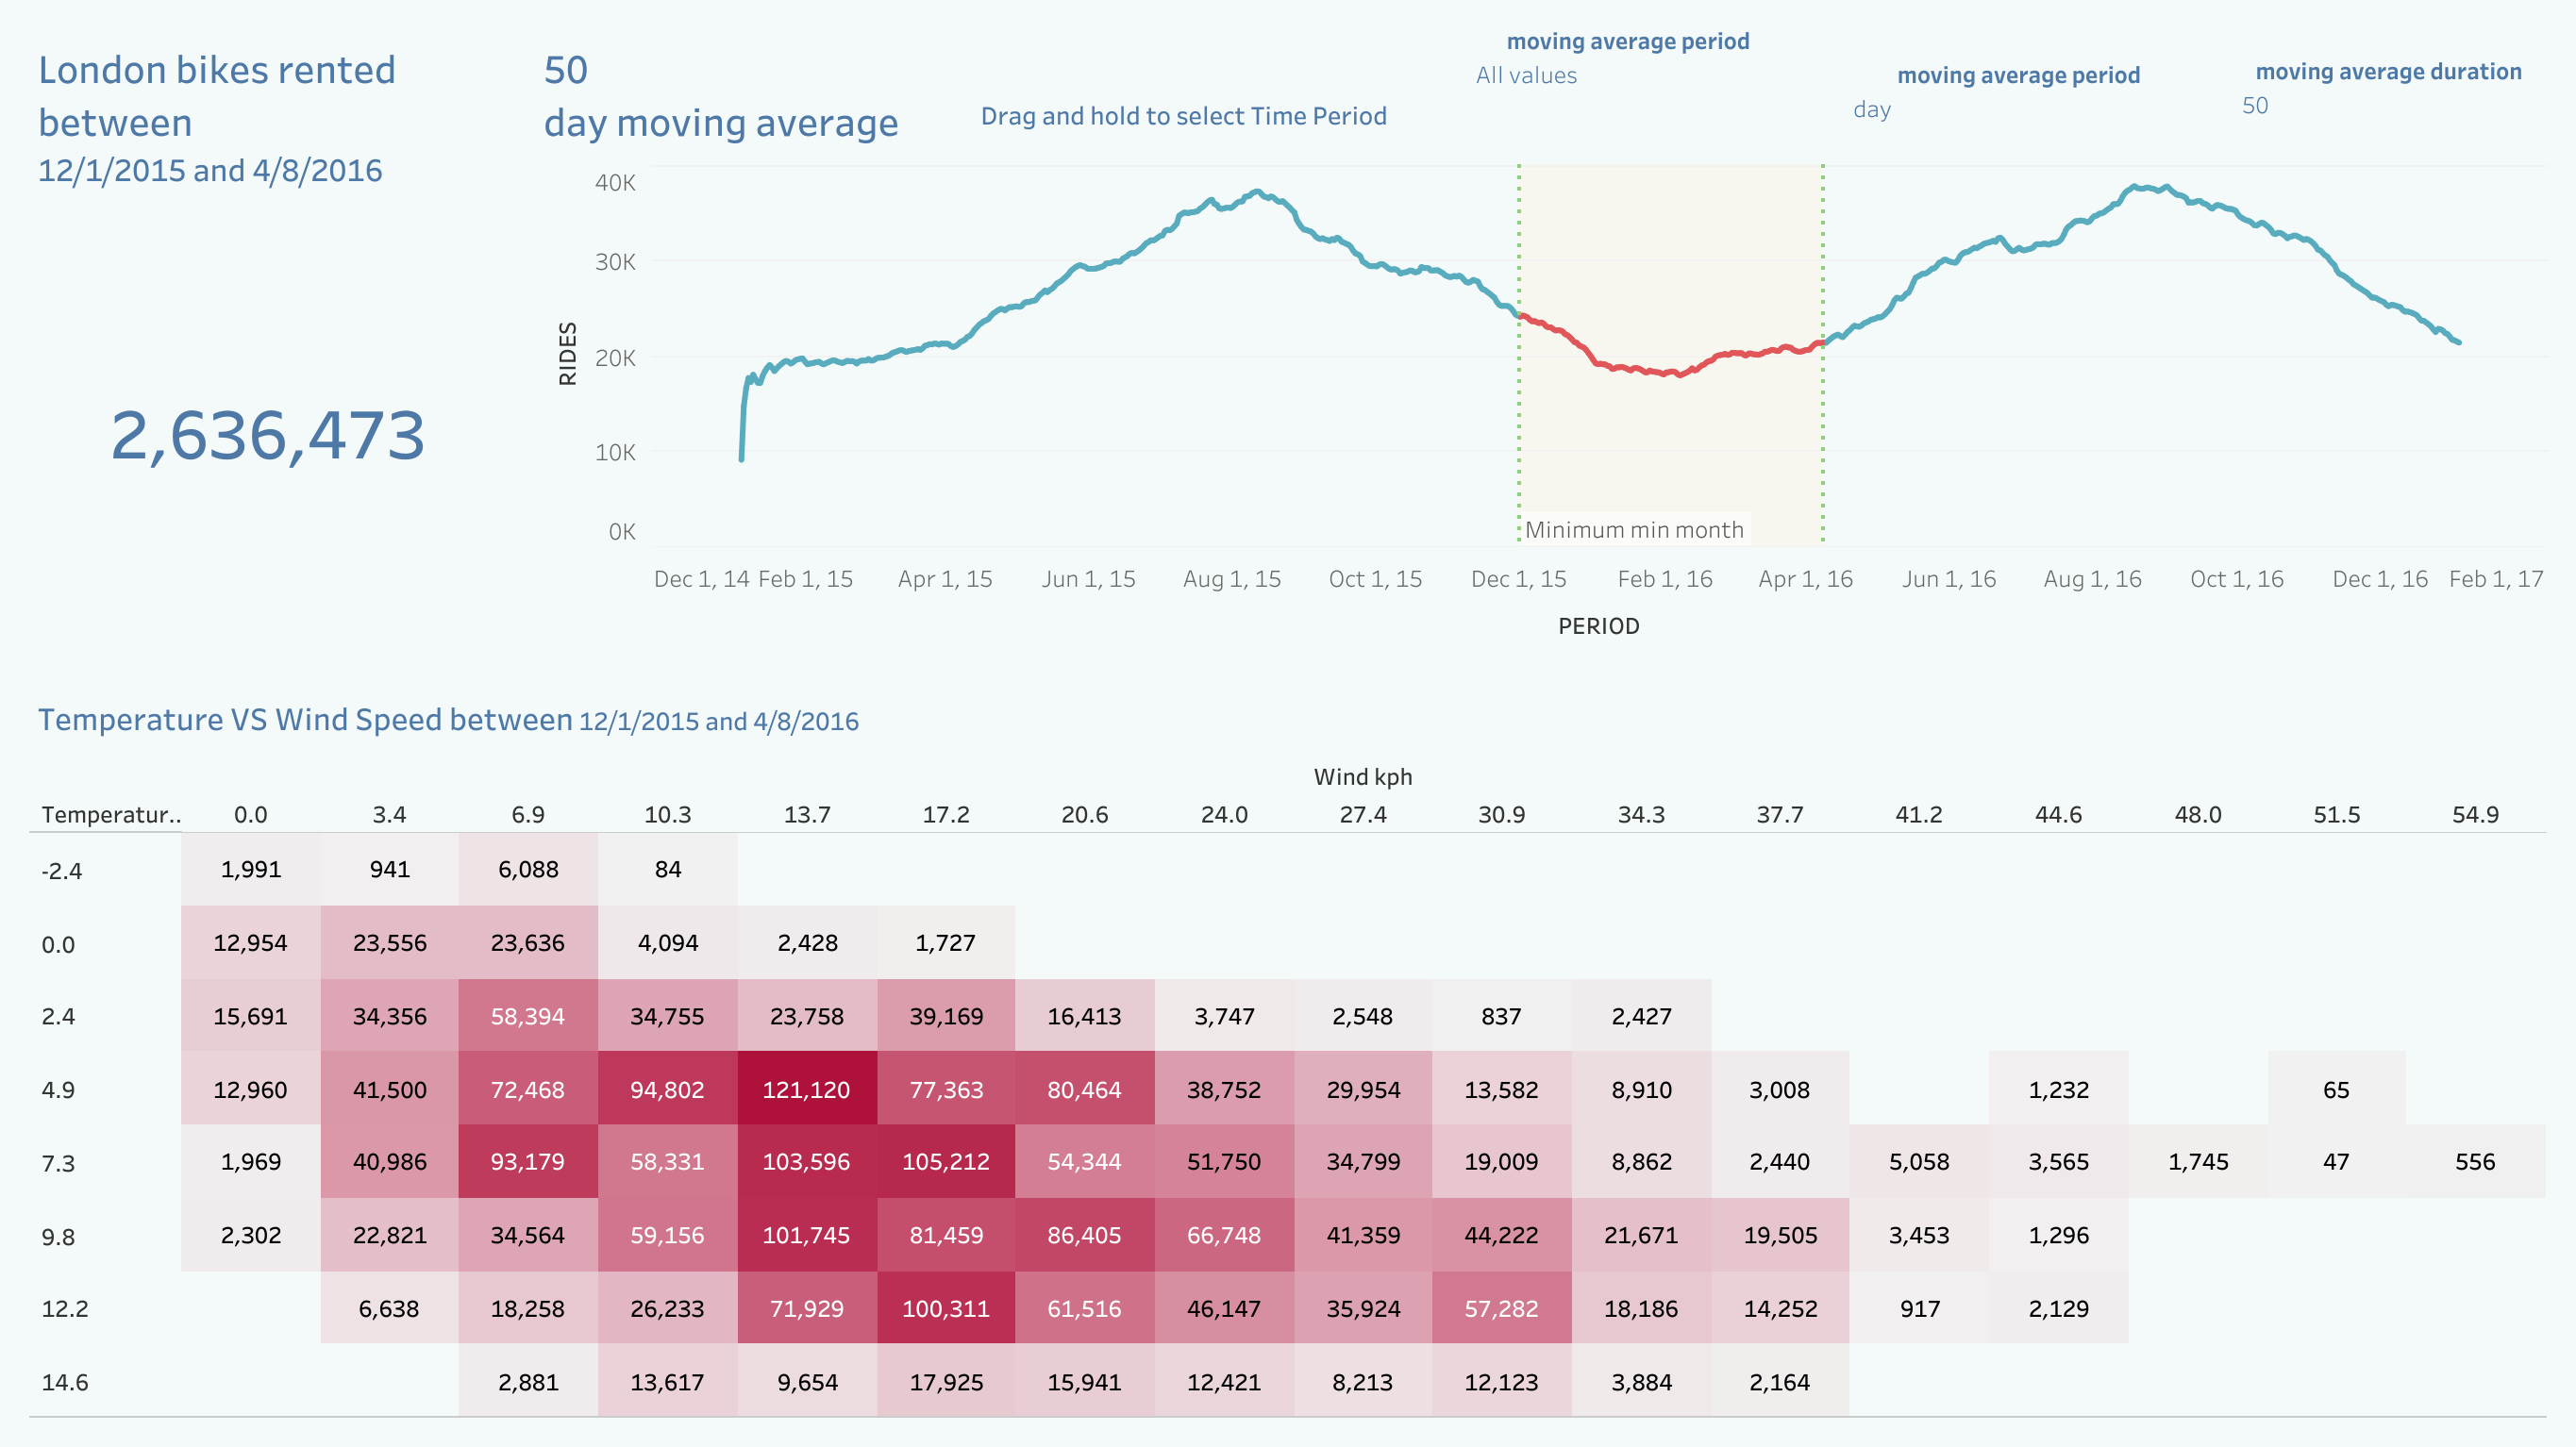 London bikes rented
between
12/1/2015 and 4/8/2016
2,636,473
50
day moving average
Drag and hold to select Time Period
moving average period
All values
moving average period
day
moving average duration
50
RIDES
40K
30K
20K
10K
0K
Minimum min month
Dec 1, 14 Feb 1, 15 Apr 1, 15 Jun 1, 15 Aug 1, 15 Oct 1, 15 Dec 1, 15 Feb 1, 16 Apr 1, 16 Jun 1, 16 Aug 1, 16 Oct 1, 16 Dec 1, 16 Feb 1, 17
PERIOD
Temperature VS Wind Speed between 12/1/2015 and 4/8/2016
Wind kph
Temperatur.. 0.0 3.4 6.9 10.3 13.7 17.2 20.6 24.0 27.4 30.9 34.3 37.7 41.2 44.6 48.0 51.5 54.9
-2.4 1,991 941 6,088 84
0.0 12,954 23,556 23,636 4,094 2,428 1,727
2.4 15,691 34,356 58,394 34,755 23,758 39,169 16,413 3,747 2,548 837 2,427
4.9 12,960 41,500 72,468 94,802 121,120 77,363 80,464 38,752 29,954 13,582 8,910 3,008 1,232 65
7.3 1,969 40,986 93,179 58,331 103,596 105,212 54,344 51,750 34,799 19,009 8,862 2,440 5,058 3,565 1,745 47 556
9.8 2,302 22,821 34,564 59,156 101,745 81,459 86,405 66,748 41,359 44,222 21,671 19,505 3,453 1,296
12.2 6,638 18,258 26,233 71,929 100,311 61,516 46,147 35,924 57,282 18,186 14,252 917 2,129
14.6 2,881 13,617 9,654 17,925 15,941 12,421 8,213 12,123 3,884 2,164